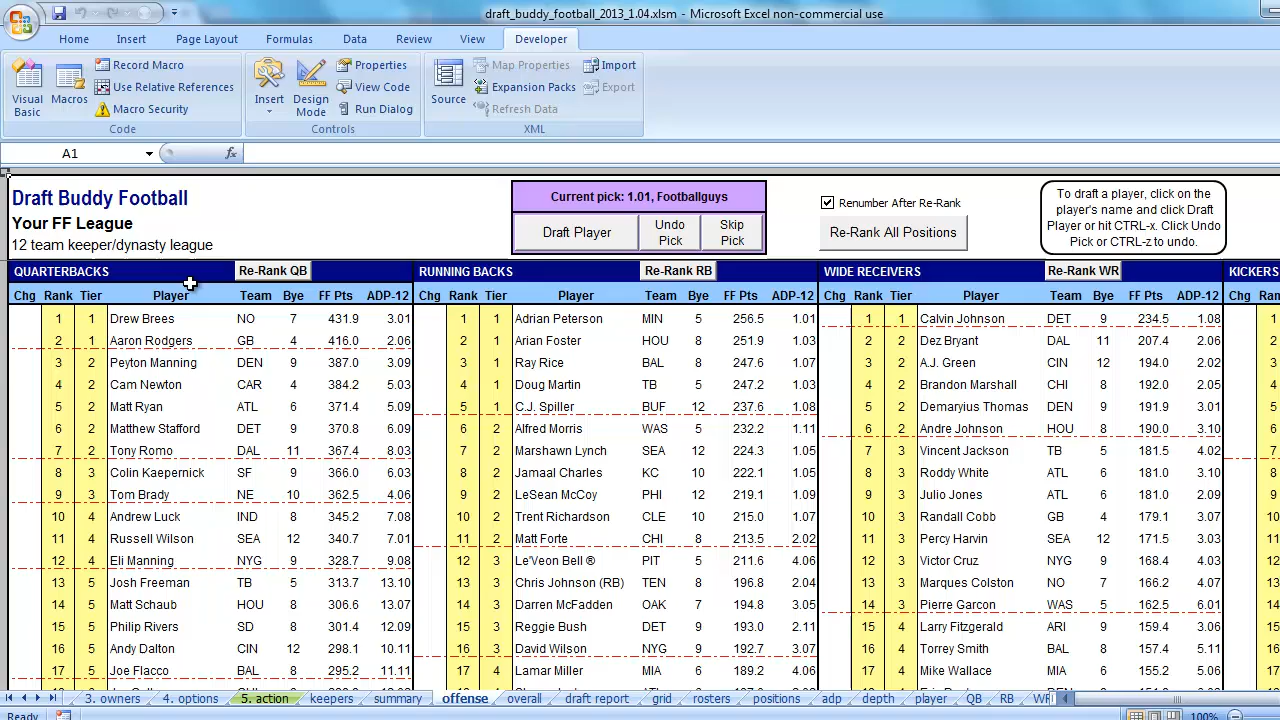 draft_buddy_football_2013_1.04.xlsm - Microsoft Excel non-commercial use
Home Insert Page Layout Formulas Data Review View Developer
Visual Basic Macros Record Macro Use Relative References Macro Security
Insert Design Mode Properties View Code Run Dialog
Source Map Properties Expansion Packs Refresh Data Import Export
Code Controls XML
A1 fx
Draft Buddy Football
Your FF League
12 team keeper/dynasty league
Current pick: 1.01, Footballguys
Draft Player Undo Pick Skip Pick
Renumber After Re-Rank
Re-Rank All Positions
To draft a player, click on the
player's name and click Draft
Player or hit CTRL-x. Click Undo
Pick or CTRL-z to undo.
QUARTERBACKS Re-Rank QB RUNNING BACKS Re-Rank RB WIDE RECEIVERS Re-Rank WR KICKERS
Chg Rank Tier Player Team Bye FF Pts ADP-12 Chg Rank Tier Player Team Bye FF Pts ADP-12 Chg Rank Tier Player Team Bye FF Pts ADP-12 Chg
1 1 Drew Brees NO 7 431.9 3.01 1 1 Adrian Peterson MIN 5 256.5 1.01 1 1 Calvin Johnson DET 9 234.5 1.08 1
2 1 Aaron Rodgers GB 4 416.0 2.06 2 1 Arian Foster HOU 8 251.9 1.03 2 2 Dez Bryant DAL 11 207.4 2.06 2
3 2 Peyton Manning DEN 9 387.0 3.09 3 1 Ray Rice BAL 8 247.6 1.07 3 2 A.J. Green CIN 12 194.0 2.02 3
4 2 Cam Newton CAR 4 384.2 5.03 4 1 Doug Martin TB 5 247.2 1.03 4 2 Brandon Marshall CHI 8 192.0 2.05 4
5 2 Matt Ryan ATL 6 371.4 5.09 5 1 C.J. Spiller BUF 12 237.6 1.08 5 2 Demaryius Thomas DEN 9 191.9 3.01 5
6 2 Matthew Stafford DET 9 370.8 6.09 6 2 Alfred Morris WAS 5 232.2 1.11 6 2 Andre Johnson HOU 8 190.0 3.10 6
7 2 Tony Romo DAL 11 367.4 8.03 7 2 Marshawn Lynch SEA 12 224.3 1.05 7 3 Vincent Jackson TB 5 181.5 4.02 7
8 3 Colin Kaepernick SF 9 366.0 6.03 8 2 Jamaal Charles KC 10 222.1 1.05 8 3 Roddy White ATL 6 181.0 3.10 8
9 3 Tom Brady NE 10 362.5 4.06 9 2 LeSean McCoy PHI 12 219.1 1.09 9 3 Julio Jones ATL 6 181.0 2.09 9
10 4 Andrew Luck IND 8 345.2 7.08 10 2 Trent Richardson CLE 10 215.0 1.07 10 3 Randall Cobb GB 4 179.1 3.07 10
11 4 Russell Wilson SEA 12 340.7 7.01 11 2 Matt Forte CHI 8 213.5 2.02 11 3 Percy Harvin SEA 12 171.5 3.03 11
12 4 Eli Manning NYG 9 328.7 9.08 12 3 Le'Veon Bell ® PIT 5 211.6 4.06 12 3 Victor Cruz NYG 9 168.4 4.03 12
13 5 Josh Freeman TB 5 313.7 13.10 13 3 Chris Johnson (RB) TEN 8 196.8 2.04 13 3 Marques Colston NO 7 166.2 4.07 13
14 5 Matt Schaub HOU 8 306.6 13.07 14 3 Darren McFadden OAK 7 194.8 3.05 14 3 Pierre Garcon WAS 5 162.5 6.01 14
15 5 Philip Rivers SD 8 301.4 12.09 15 3 Reggie Bush DET 9 193.0 2.11 15 4 Larry Fitzgerald ARI 9 159.4 3.06 15
16 5 Andy Dalton CIN 12 298.1 10.11 16 3 David Wilson NYG 9 192.7 3.07 16 4 Torrey Smith BAL 8 157.4 5.11 16
17 5 Joe Flacco BAL 8 295.2 11.11 17 4 Lamar Miller MIA 6 189.2 4.06 17 4 Mike Wallace MIA 6 155.2 5.06 17
3. owners 4. options 5. action keepers summary offense overall draft report grid rosters positions adp depth player QB RB WR
Ready 100%